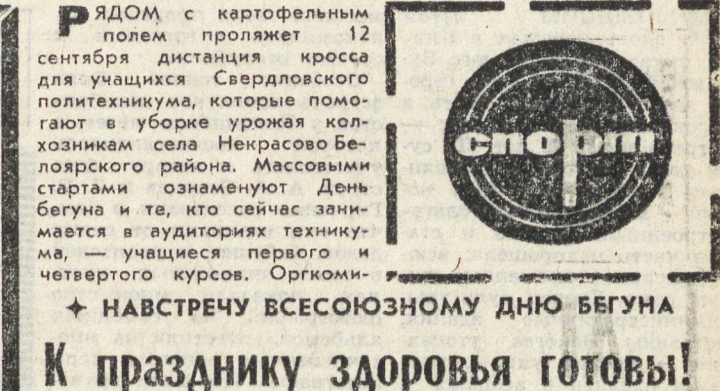 РЯДОМ с картофельным
полем проляжет 12
сентября дистанция кросса
для учащихся Свердловского
политехникума, которые помо-
гают в уборке урожая кол-
хозникам села Некрасово Бе-
лоярского района. Массовыми
стартами ознаменуют День
бегуна и те, кто сейчас зани-
мается в аудиториях технику-
ма, — учащиеся первого и
четвертого курсов. Оргкоми-
спорт
НАВСТРЕЧУ ВСЕСОЮЗНОМУ ДНЮ БЕГУНА
К празднику здоровья готовы!